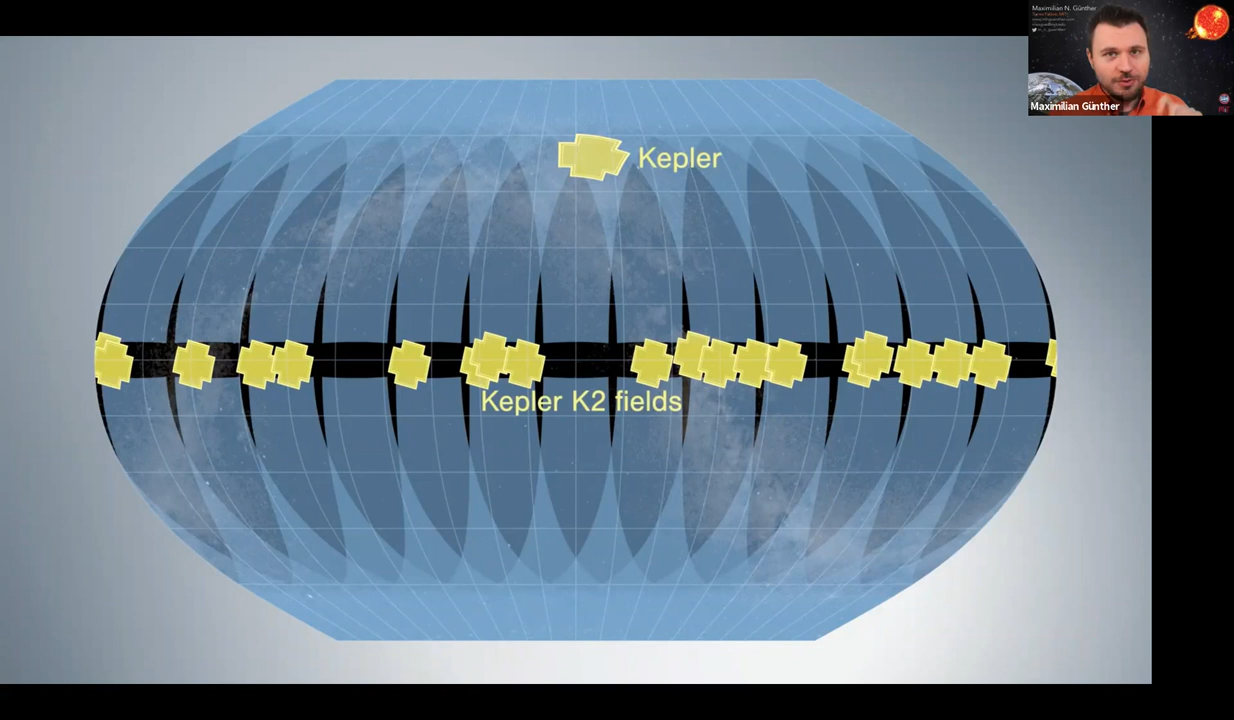 Maximilian N. Günther
Kepler
Maximilian Günther
Kepler K2 fields